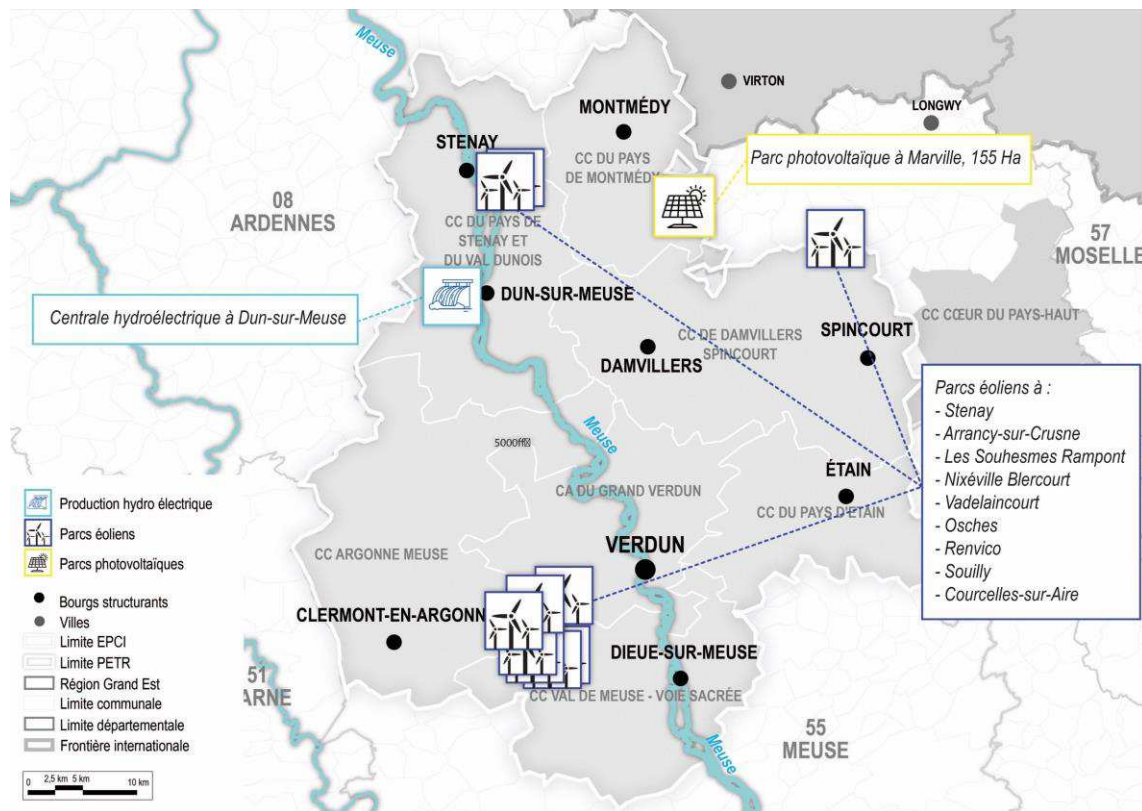 Meuse
VIRTON
MONTMÉDY
LONGWY
STENAY
CC DU PAYS
DE MONTMÉDY
Parc photovoltaïque à Marville, 155 Ha
08
ARDENNES
CC DU PAYS DE
STENAY ET
DU VAL DUNOIS
57
MOSELLE
DUN-SUR-MEUSE
Centrale hydroélectrique à Dun-sur-Meuse
CC CŒUR DU PAYS-HAUT
SPINCOURT
CC DE DAMVILLERS
SPINCOURT
DAMVILLERS
Parcs éoliens à :
- Stenay
- Arrancy-sur-Crusne
- Les Souhesmes Rampont
- Nixéville Blercourt
- Vadelaincourt
- Osches
- Renvico
- Souilly
- Courcelles-sur-Aire
Meuse
5000ff
ÉTAIN
CA DU GRAND VERDUN
CC DU PAYS D'ÉTAIN
VERDUN
CC ARGONNE MEUSE
CLERMONT-EN-ARGONN
DIEUE-SUR-MEUSE
CC VAL DE MEUSE - VOIE SACRÉE
55
MEUSE
Meuse
51
ARNE
Production hydro électrique
Parcs éoliens
Parcs photovoltaïques
Bourgs structurants
Villes
Limite EPCI
Limite PETR
Région Grand Est
Limite communale
Limite départementale
Frontière internationale
0 2,5 km 5 km 10 km